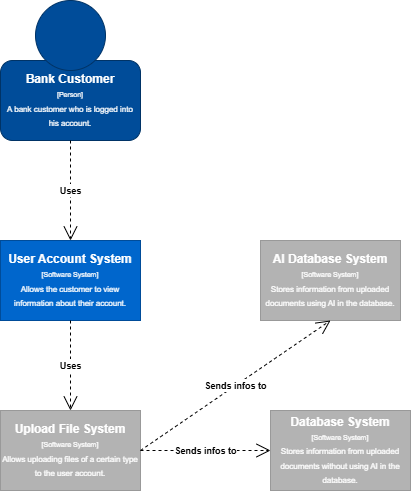 Bank Customer
[Person]
A bank customer who is logged into
his account.
Uses
User Account System
[Software System]
Allows the customer to view
information about their account.
AI Database System
[Software System]
Stores information from uploaded
documents using AI in the database.
Uses
Sends infos to
Upload File System
[Software System]
Allows uploading files of a certain type
to the user account.
Sends infos to
Database System
[Software System]
Stores information from uploaded
documents without using AI in the
database.